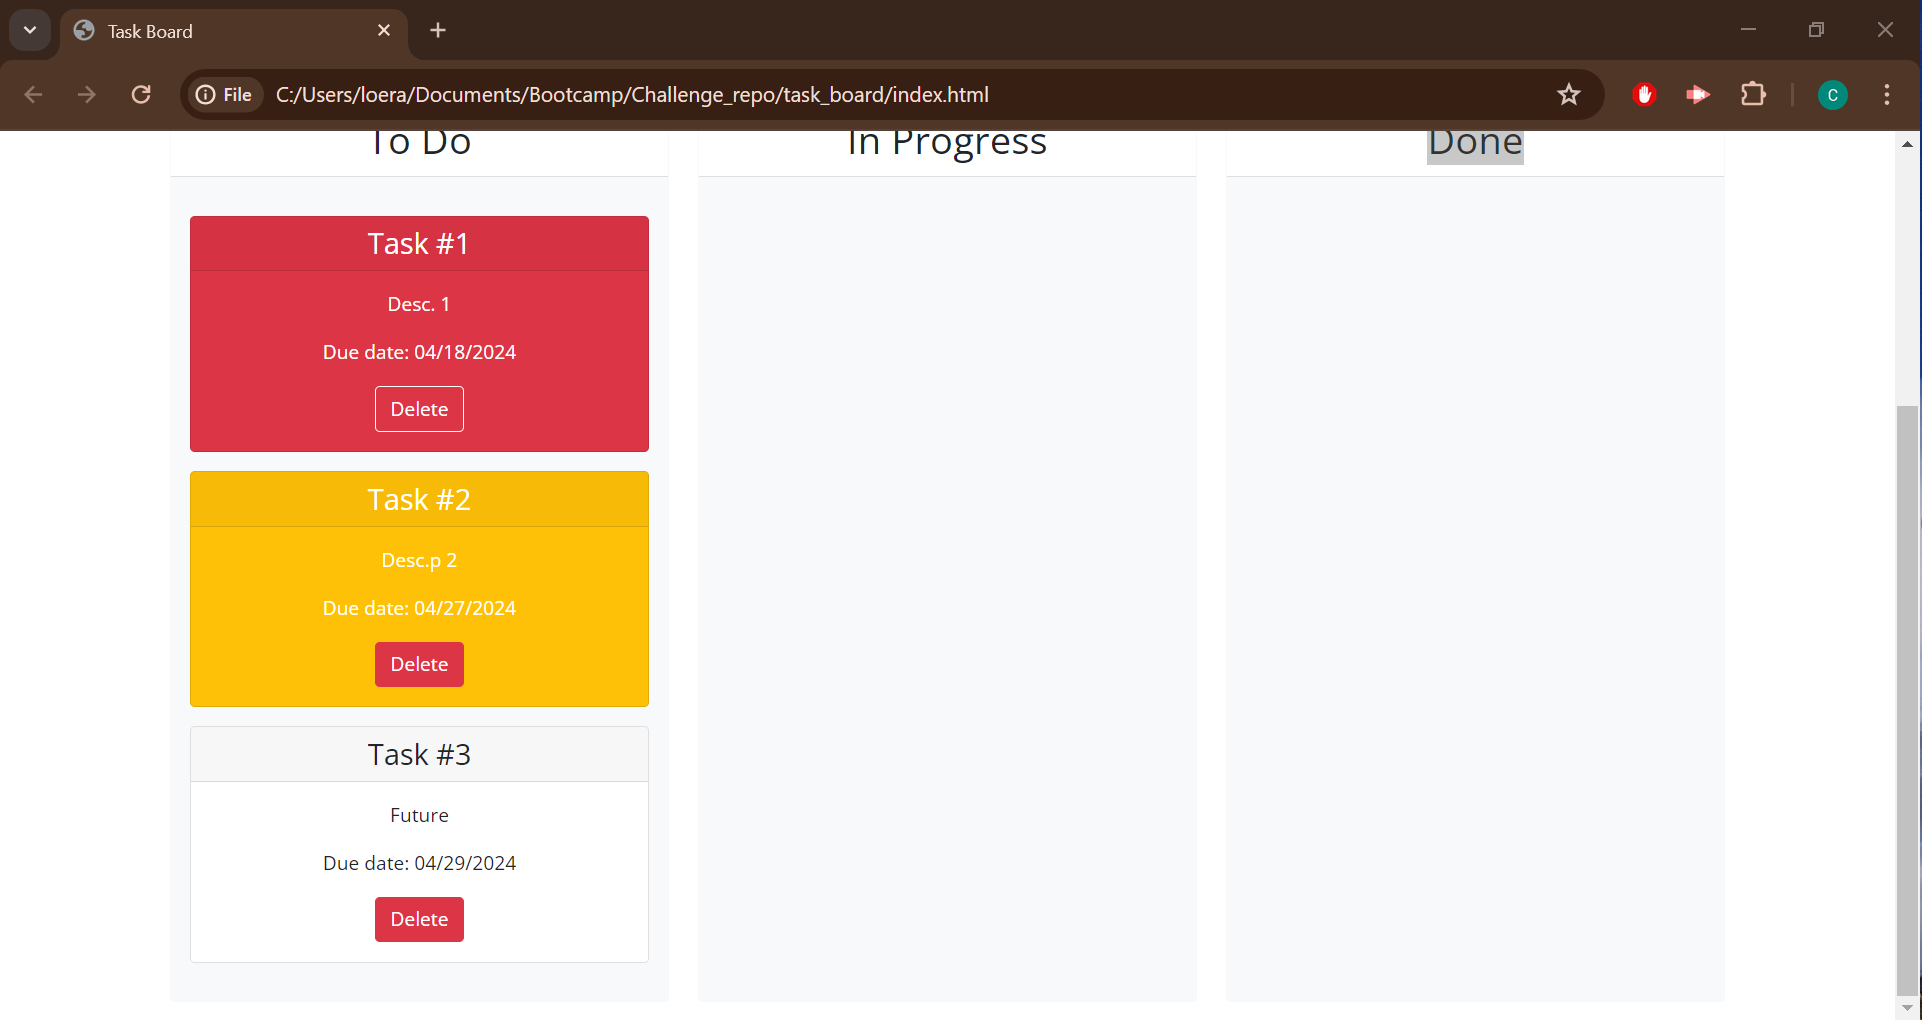 Task Board
File C:/Users/loera/Documents/Bootcamp/Challenge_repo/task_board/index.html
C
To Do
In Progress
Done
Task #1
Desc. 1
Due date: 04/18/2024
Delete
Task #2
Desc.p 2
Due date: 04/27/2024
Delete
Task #3
Future
Due date: 04/29/2024
Delete